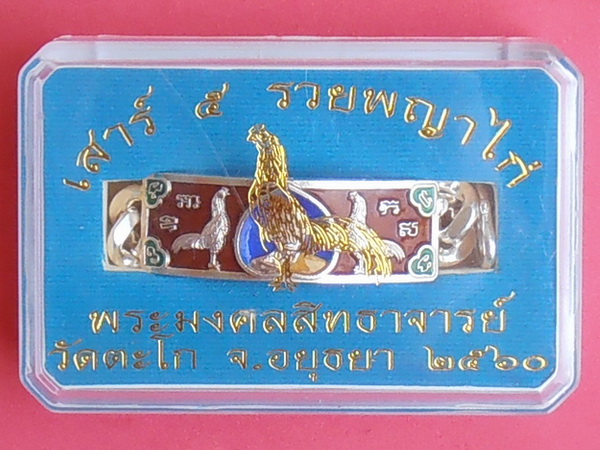 เสาร์ ๕ รวยพญาไก่
พระมงคลสิทธาจารย์
วัดตะโก จ.อยุธยา ๒๕๖๐